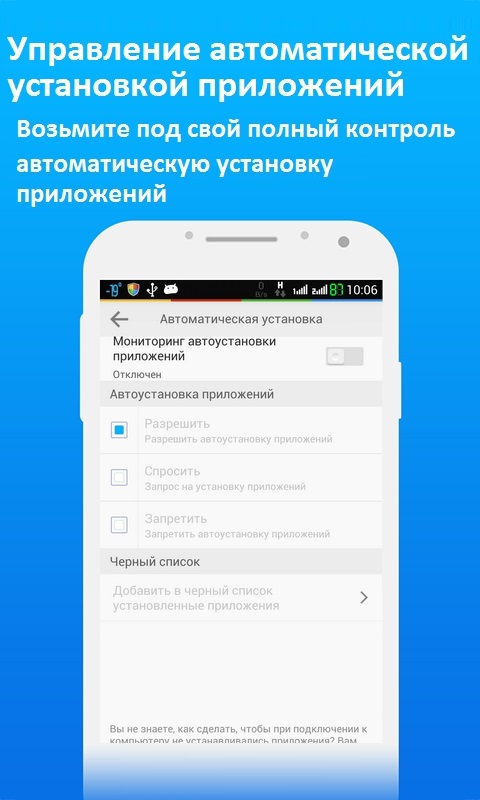 Управление автоматической
установкой приложений
Возьмите под свой полный контроль
автоматическую установку
приложений
-19° 0 B/s H 87 10:06
Автоматическая установка
Мониторинг автоустановки
приложений
Отключен
Автоустановка приложений
Разрешить
Разрешить автоустановку приложений
Спросить
Запрос на установку приложений
Запретить
Запретить автоустановку приложений
Черный список
Добавить в черный список
установленные приложения
Вы не знаете, как сделать, чтобы при подключении к
компьютеру не устанавливались приложения? Вам